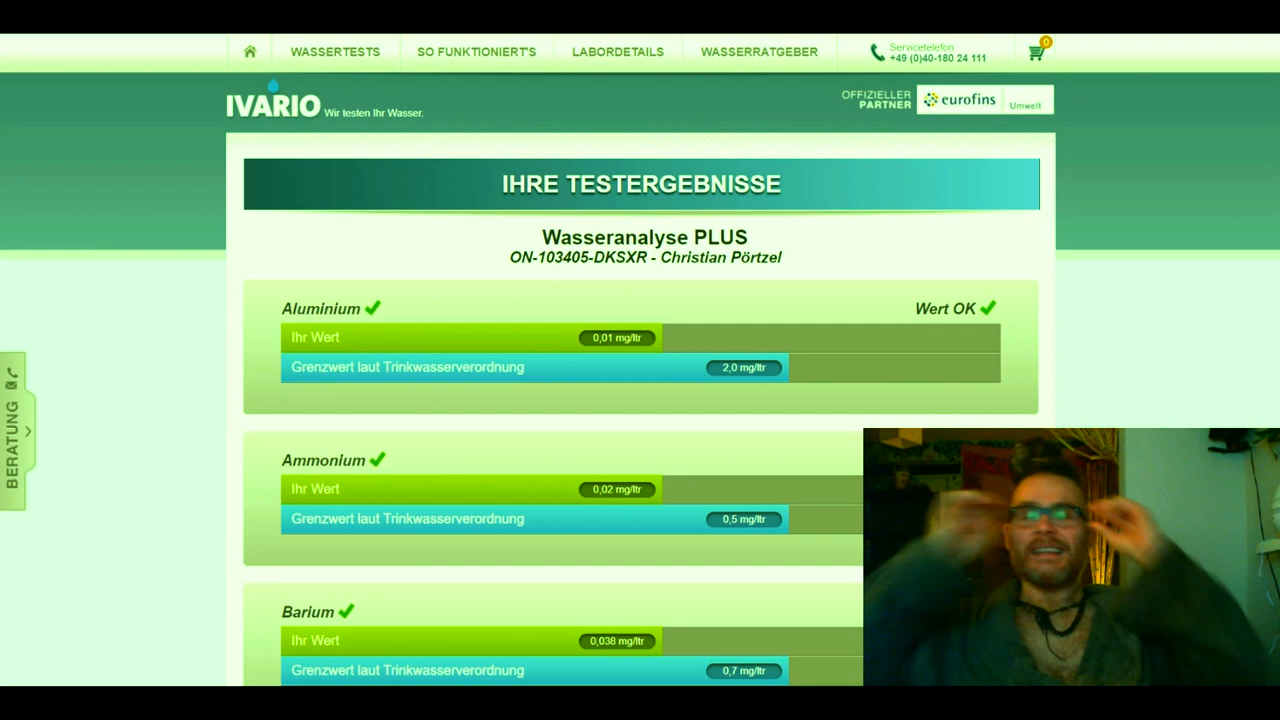 WASSERTESTS
SO FUNKTIONIERT'S
LABORDETAILS
WASSERRATGEBER
Servicetelefon
+49 (0)40-180 24 111
0
IVARIO Wir testen Ihr Wasser.
OFFIZIELLER
PARTNER
eurofins
Umwelt
IHRE TESTERGEBNISSE
Wasseranalyse PLUS
ON-103405-DKSXR - Christian Pörtzel
Aluminium
Wert OK
Ihr Wert
0,01 mg/ltr
Grenzwert laut Trinkwasserverordnung
2,0 mg/ltr
BERATUNG
Ammonium
Ihr Wert
0,02 mg/ltr
Grenzwert laut Trinkwasserverordnung
0,5 mg/ltr
Barium
Ihr Wert
0,038 mg/ltr
Grenzwert laut Trinkwasserverordnung
0,7 mg/ltr